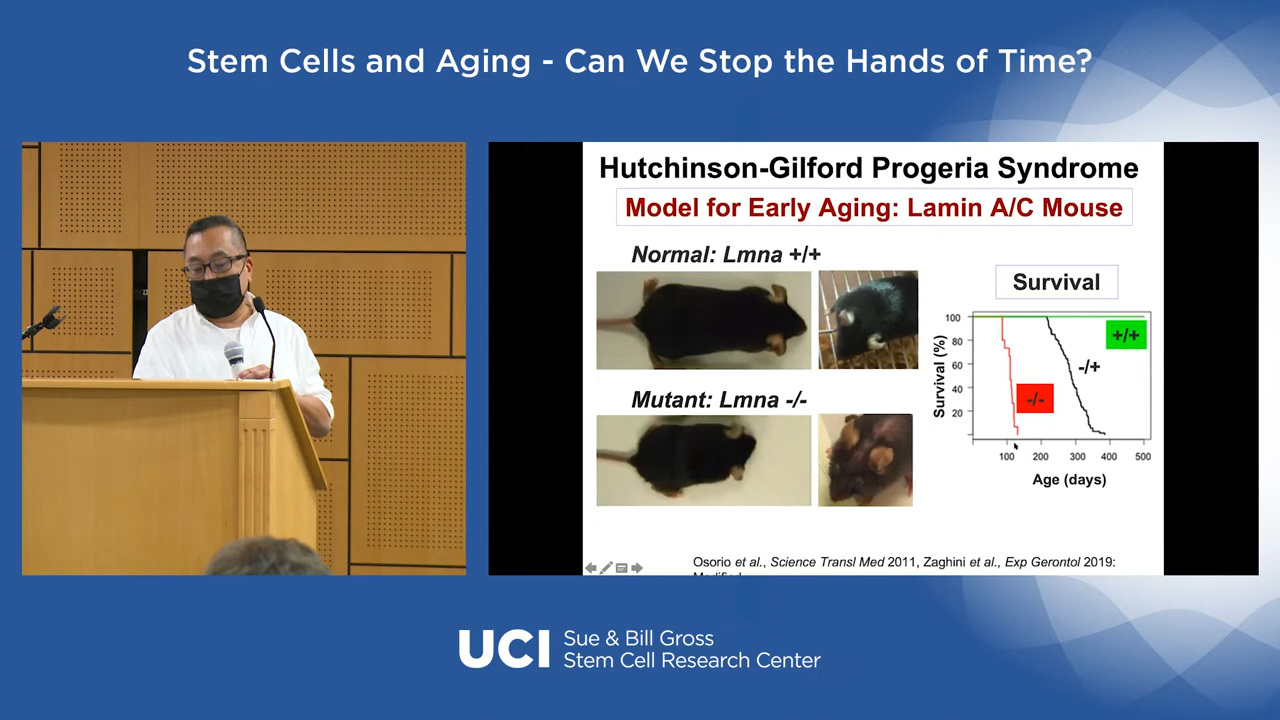 Stem Cells and Aging - Can We Stop the Hands of Time?
Hutchinson-Gilford Progeria Syndrome
Model for Early Aging: Lamin A/C Mouse
Normal: Lmna +/+
Mutant: Lmna -/-
Survival
Survival (%)
100
80
60
40
20
+/+
-/+
-/-
100 200 300 400 500
Age (days)
Osorio et al., Science Transl Med 2011, Zaghini et al., Exp Gerontol 2019:
UCI
Sue & Bill Gross
Stem Cell Research Center